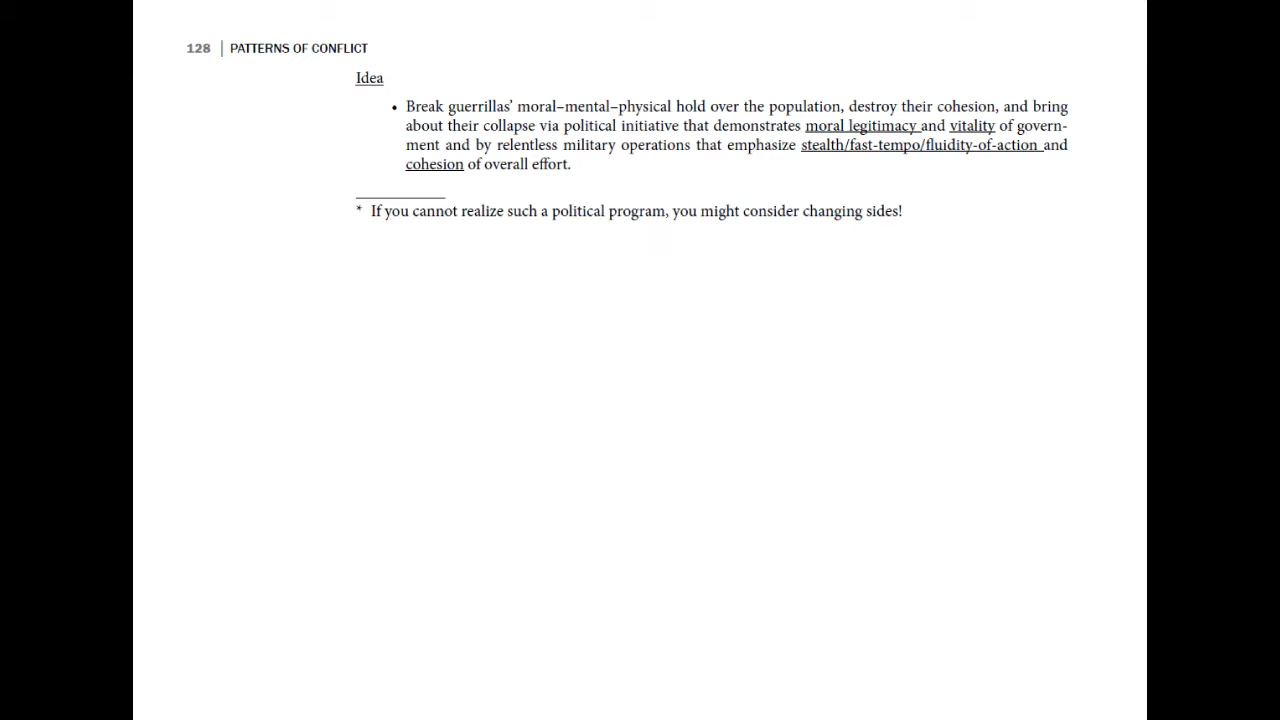 128 | PATTERNS OF CONFLICT
Idea
• Break guerrillas’ moral–mental–physical hold over the population, destroy their cohesion, and bring
about their collapse via political initiative that demonstrates moral legitimacy and vitality of govern-
ment and by relentless military operations that emphasize stealth/fast-tempo/fluidity-of-action and
cohesion of overall effort.
* If you cannot realize such a political program, you might consider changing sides!